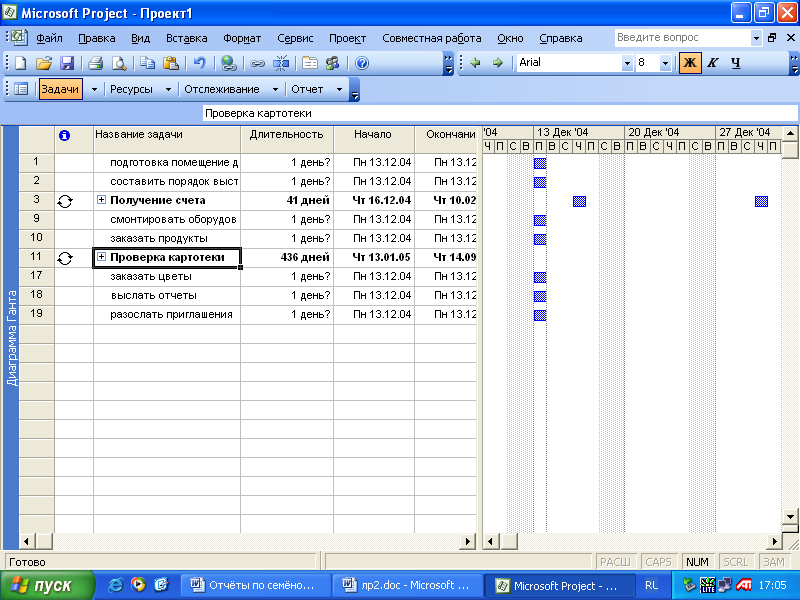 Microsoft Project - Проект1
Файл Правка Вид Вставка Формат Сервис Проект Совместная работа Окно Справка Введите вопрос
Arial 8 Ж К Ч
Задачи Ресурсы Отслеживание Отчет
Проверка картотеки
Название задачи Длительность Начало Окончани '04 13 Дек '04 20 Дек '04 27 Дек '04
Ч П С В П В С Ч П С В П В С Ч П С В П В С Ч П
1 подготовка помещение д 1 день? Пн 13.12.04 Пн 13.12
2 составить порядок выст 1 день? Пн 13.12.04 Пн 13.12
3 Получение счета 41 дней Чт 16.12.04 Чт 10.02
9 смонтировать оборудов 1 день? Пн 13.12.04 Пн 13.12
10 заказать продукты 1 день? Пн 13.12.04 Пн 13.12
11 Проверка картотеки 436 дней Чт 13.01.05 Чт 14.09
17 заказать цветы 1 день? Пн 13.12.04 Пн 13.12
18 выслать отчеты 1 день? Пн 13.12.04 Пн 13.12
19 разослать приглашения 1 день? Пн 13.12.04 Пн 13.12
Диаграмма Ганта
Готово РАСШ CAPS NUM SCRL ЗАМ
пуск Отчёты по семёно... лр2.doc - Microsoft ... Microsoft Project - ... RL 17:05